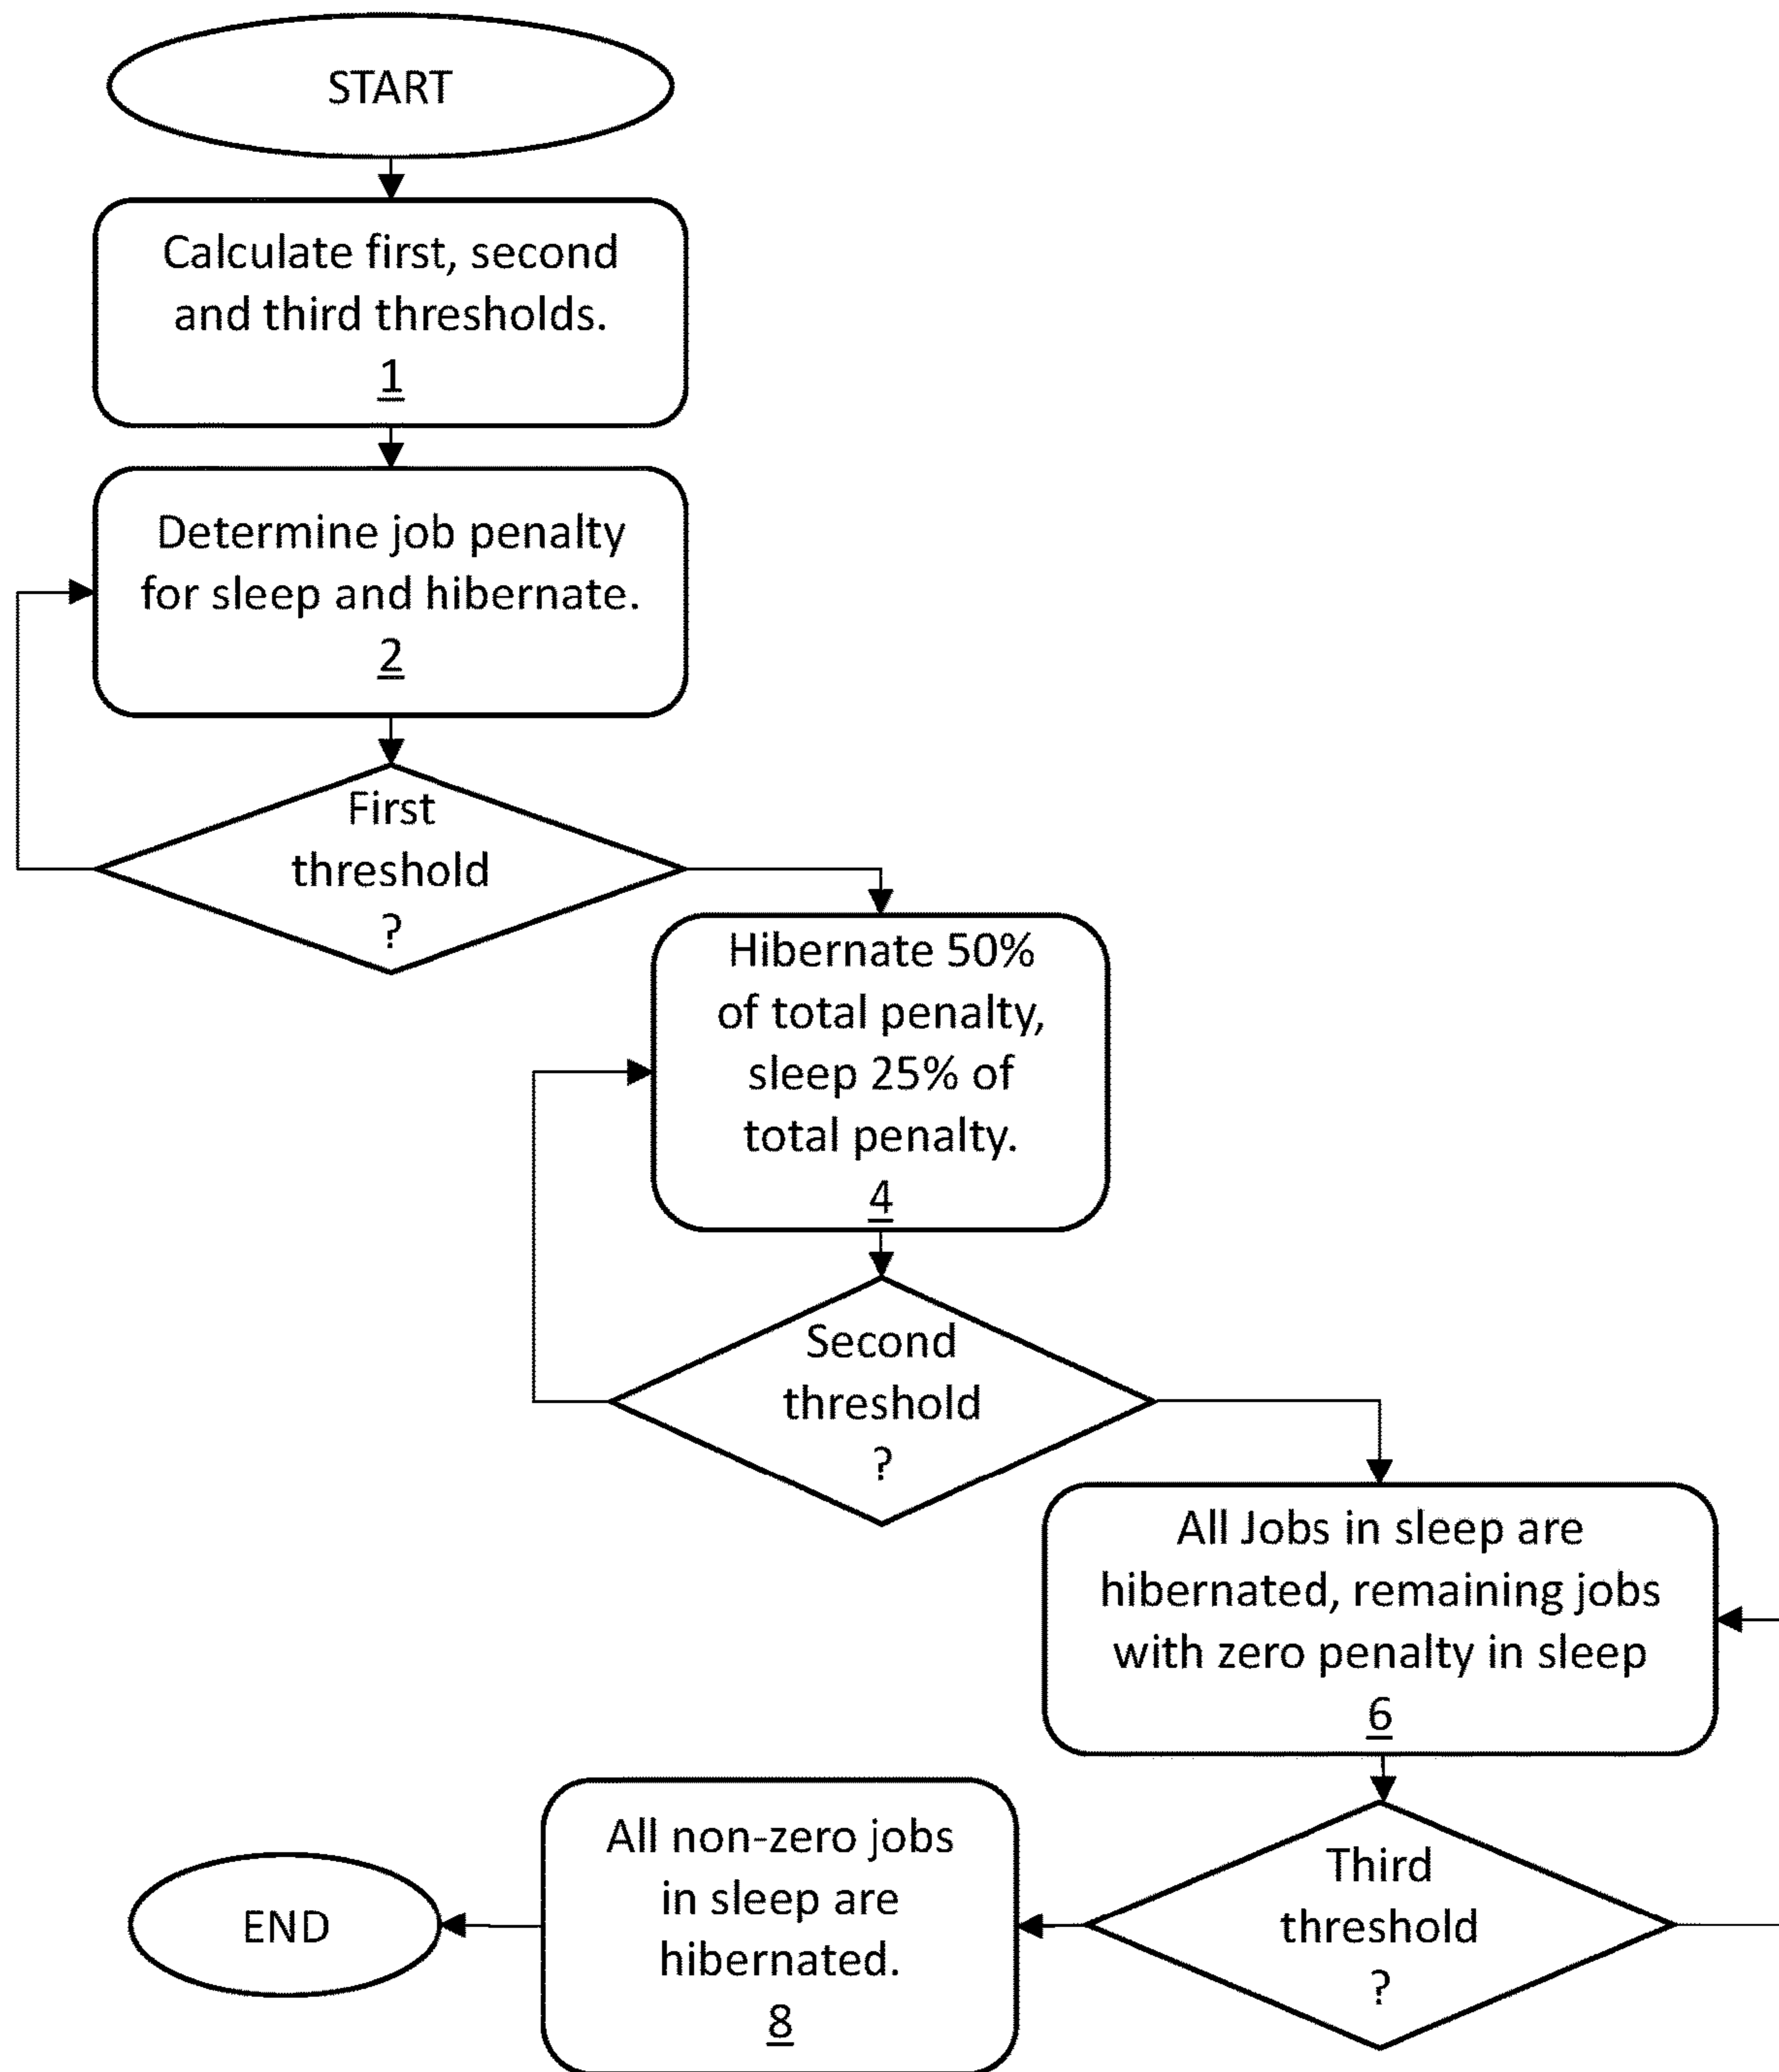 START
Calculate first, second
and third thresholds.
1
Determine job penalty
for sleep and hibernate.
2
First
threshold
?
Hibernate 50%
of total penalty,
sleep 25% of
total penalty.
4
Second
threshold
?
All Jobs in sleep are
hibernated, remaining jobs
with zero penalty in sleep
6
Third
threshold
?
All non-zero jobs
in sleep are
hibernated.
8
END